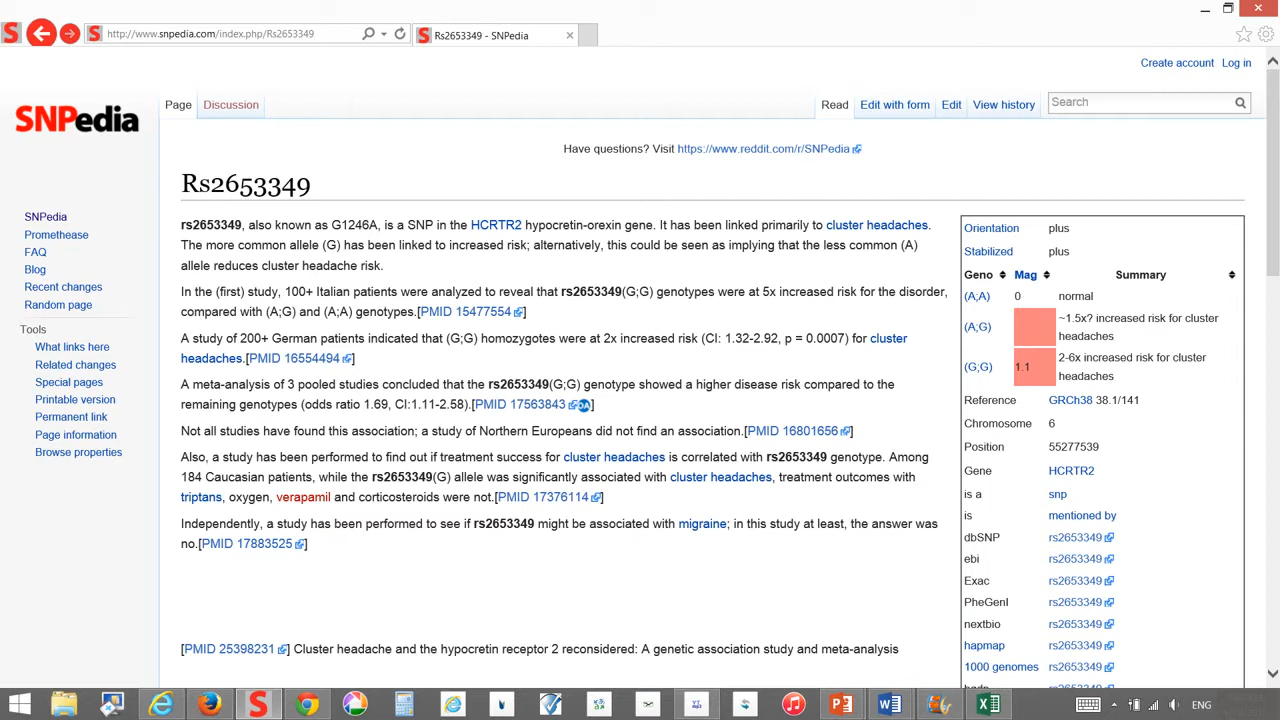 http://www.snpedia.com/index.php/Rs2653349
Rs2653349 - SNPedia
Create account Log in
SNPedia
Page Discussion
Read Edit with form Edit View history
Search
Have questions? Visit https://www.reddit.com/r/SNPedia
Rs2653349
SNPedia
Promethease
FAQ
Blog
Recent changes
Random page
Tools
What links here
Related changes
Special pages
Printable version
Permanent link
Page information
Browse properties
rs2653349, also known as G1246A, is a SNP in the HCRTR2 hypocretin-orexin gene. It has been linked primarily to cluster headaches.
The more common allele (G) has been linked to increased risk; alternatively, this could be seen as implying that the less common (A)
allele reduces cluster headache risk.
In the (first) study, 100+ Italian patients were analyzed to reveal that rs2653349(G;G) genotypes were at 5x increased risk for the disorder,
compared with (A;G) and (A;A) genotypes.[PMID 15477554]
A study of 200+ German patients indicated that (G;G) homozygotes were at 2x increased risk (CI: 1.32-2.92, p = 0.0007) for cluster
headaches.[PMID 16554494]
A meta-analysis of 3 pooled studies concluded that the rs2653349(G;G) genotype showed a higher disease risk compared to the
remaining genotypes (odds ratio 1.69, CI:1.11-2.58).[PMID 17563843 OA]
Not all studies have found this association; a study of Northern Europeans did not find an association.[PMID 16801656]
Also, a study has been performed to find out if treatment success for cluster headaches is correlated with rs2653349 genotype. Among
184 Caucasian patients, while the rs2653349(G) allele was significantly associated with cluster headaches, treatment outcomes with
triptans, oxygen, verapamil and corticosteroids were not.[PMID 17376114]
Independently, a study has been performed to see if rs2653349 might be associated with migraine; in this study at least, the answer was
no.[PMID 17883525]
[PMID 25398231] Cluster headache and the hypocretin receptor 2 reconsidered: A genetic association study and meta-analysis
Orientation plus
Stabilized plus
Geno Mag Summary
(A;A) 0 normal
(A;G) ~1.5x? increased risk for cluster
headaches
(G;G) 1.1 2-6x increased risk for cluster
headaches
Reference GRCh38 38.1/141
Chromosome 6
Position 55277539
Gene HCRTR2
is a snp
is mentioned by
dbSNP rs2653349
ebi rs2653349
Exac rs2653349
PheGenI rs2653349
nextbio rs2653349
hapmap rs2653349
1000 genomes rs2653349
ENG